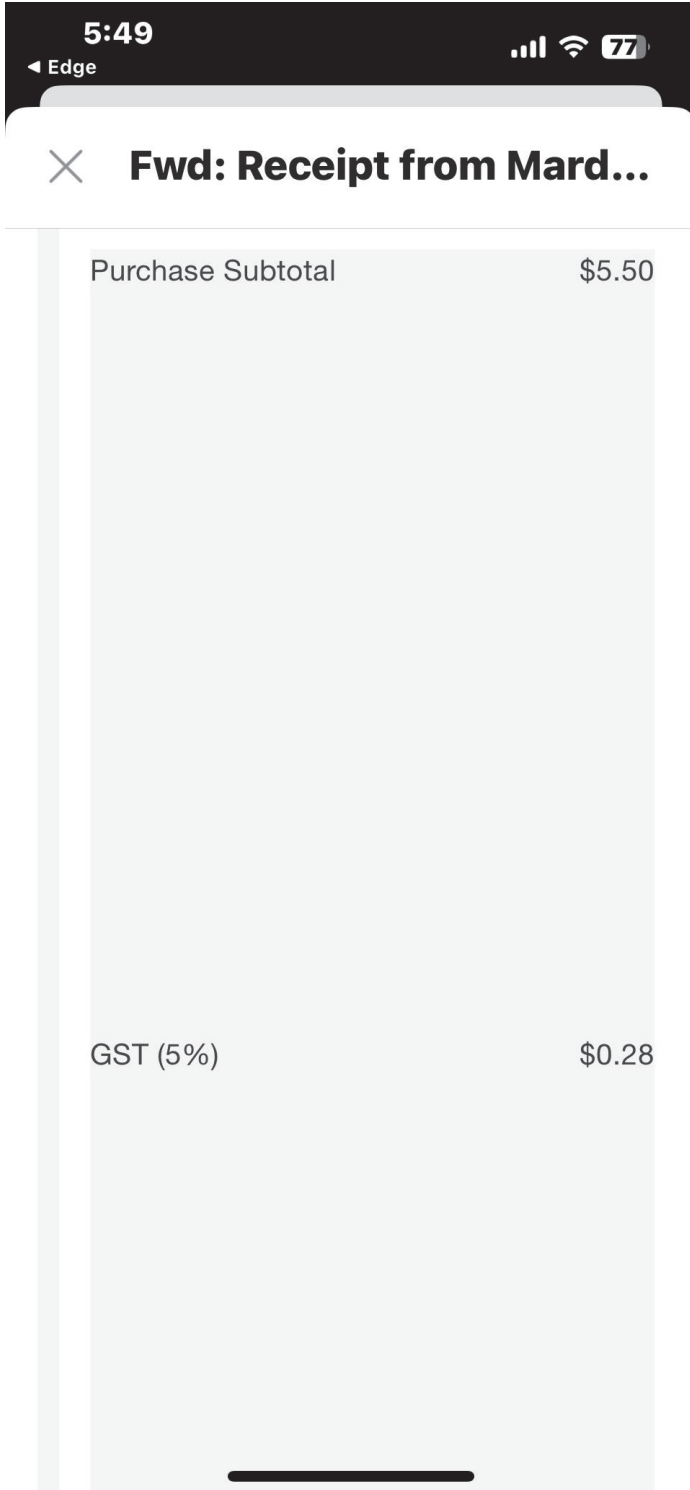 5:49
77
◀ Edge
Fwd: Receipt from Mard...
Purchase Subtotal $5.50
GST (5%) $0.28